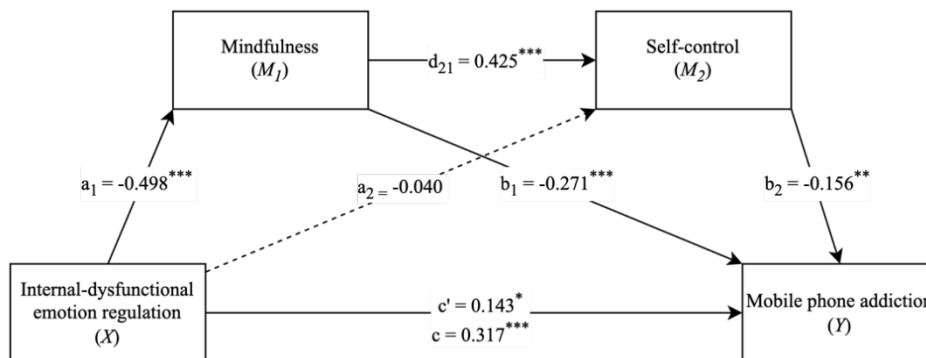 Mindfulness
(M₁)
d₂₁ = 0.425***
Self-control
(M₂)
a₁ = -0.498***
a₂ = -0.040
b₁ = -0.271***
b₂ = -0.156**
Internal-dysfunctional
emotion regulation
(X)
c' = 0.143*
c = 0.317***
Mobile phone addiction
(Y)